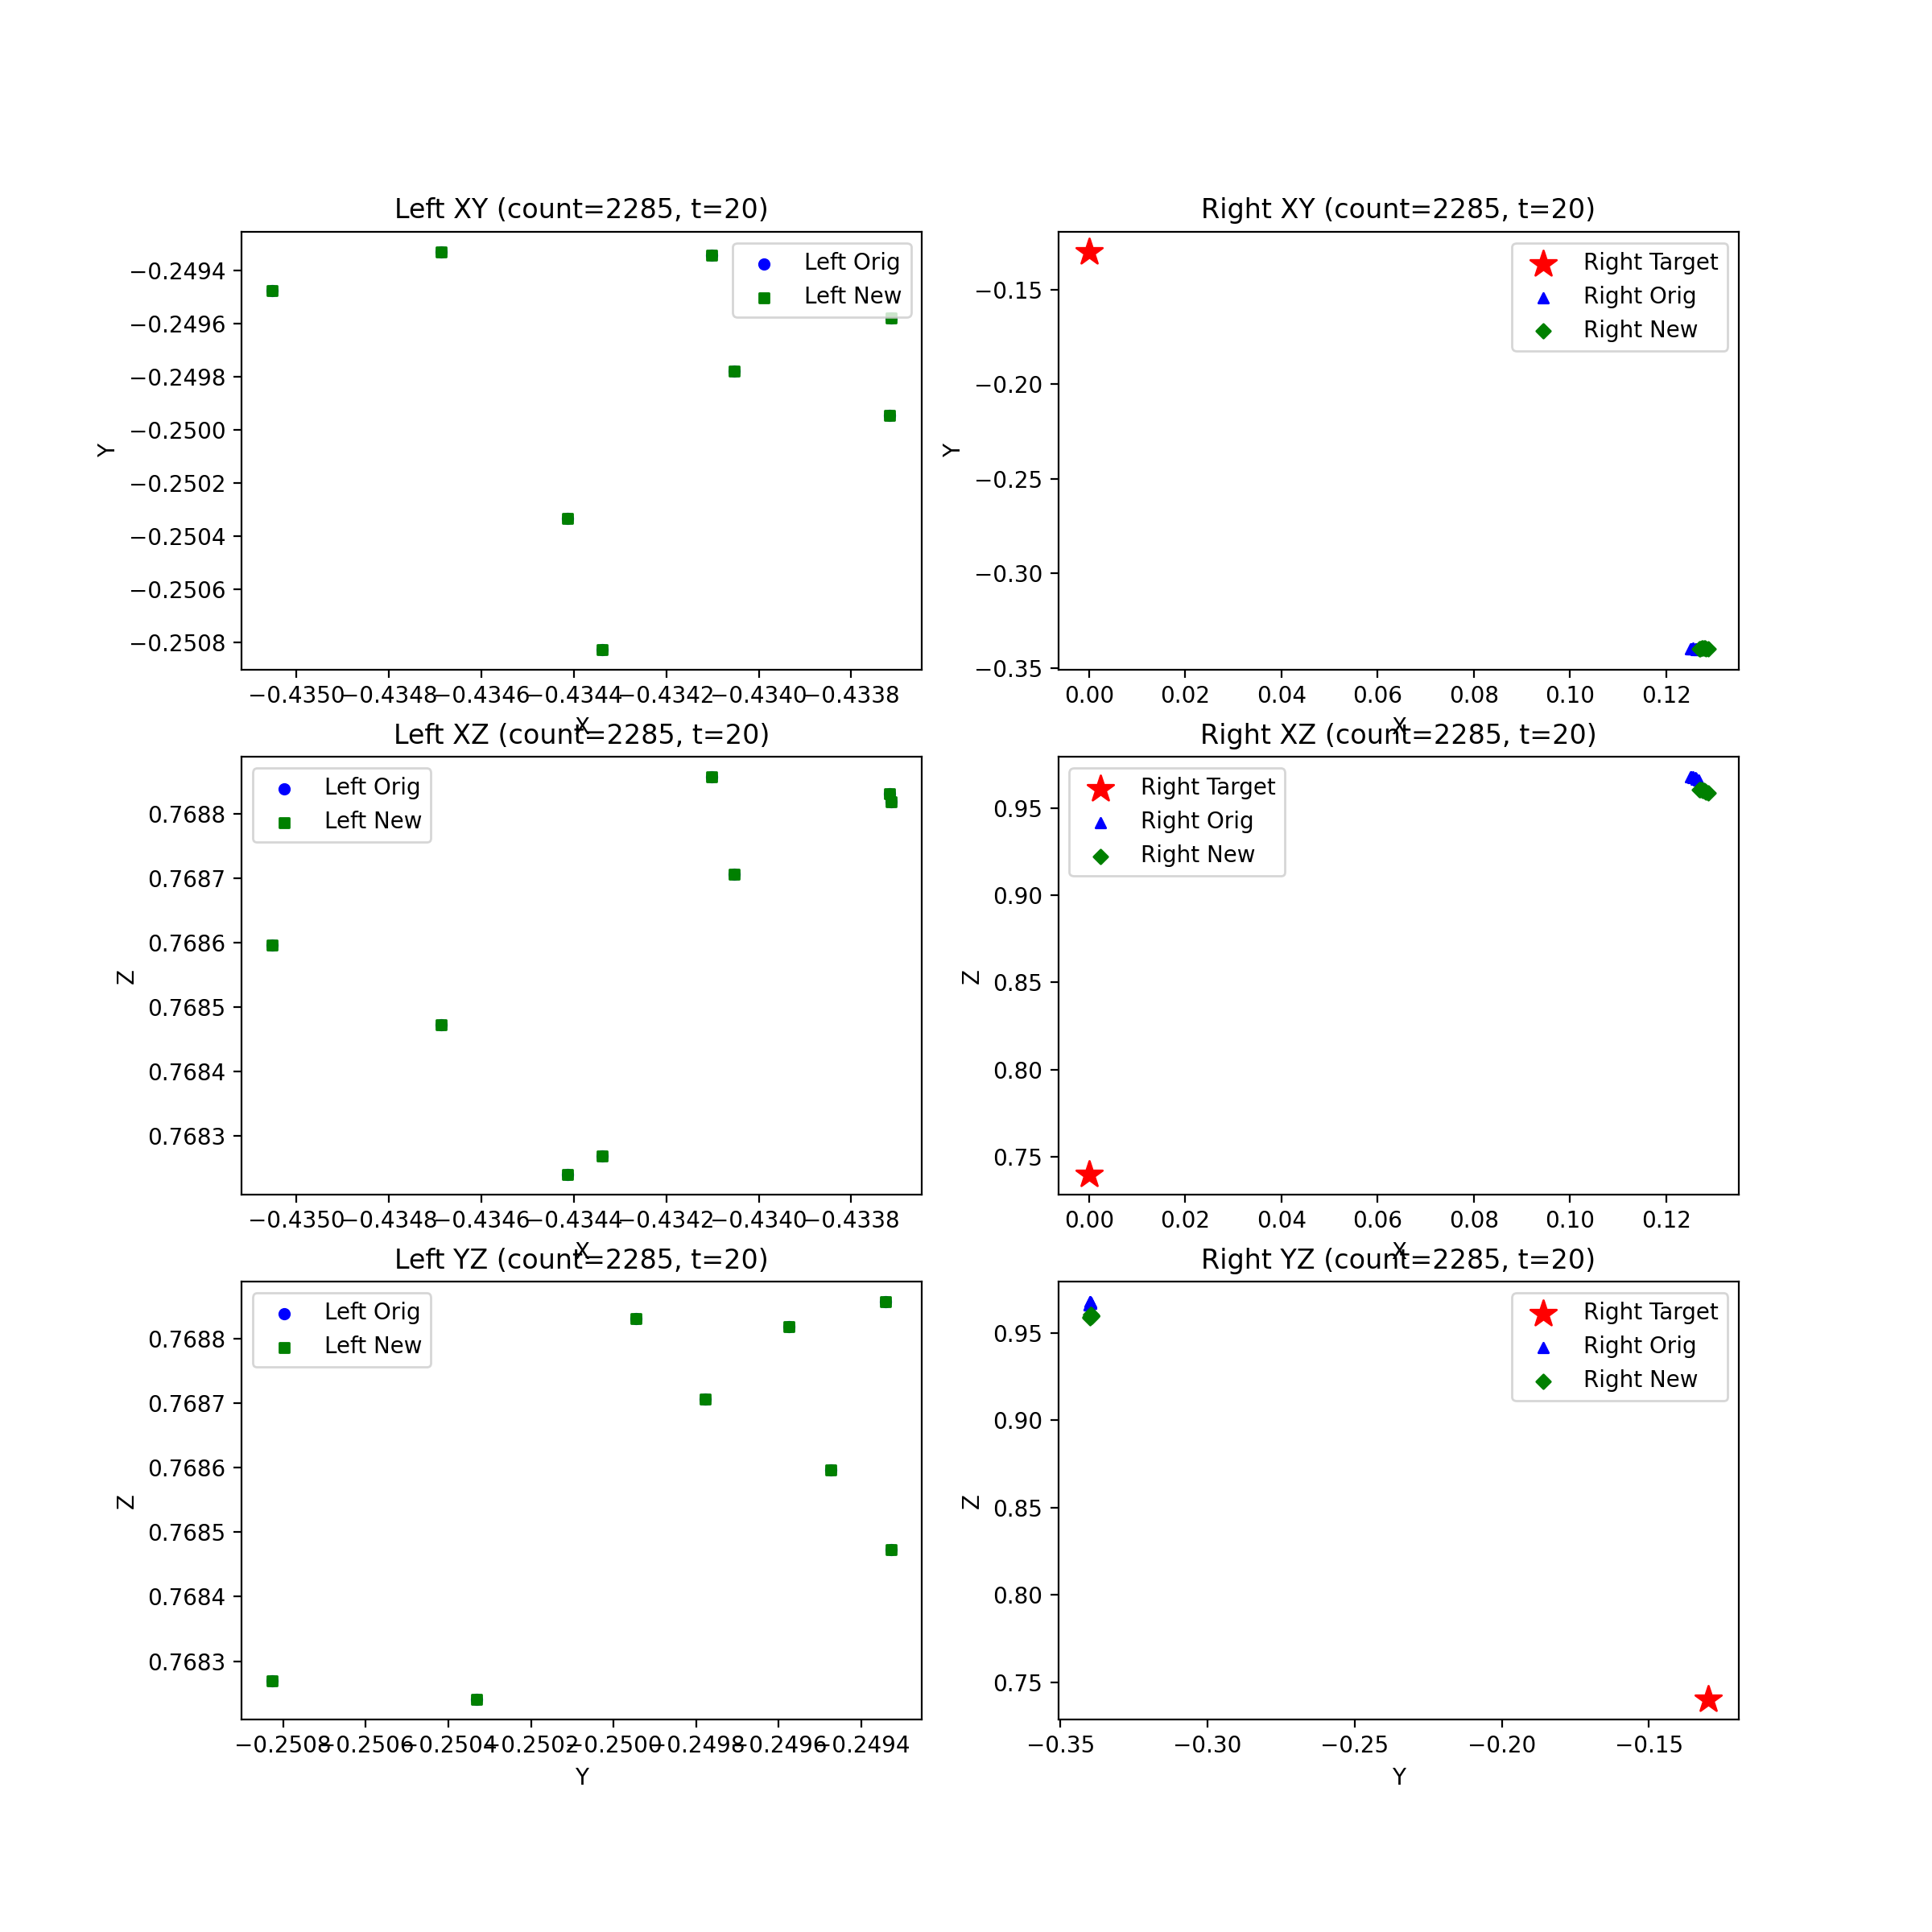 Left XY (count=2285, t=20)
Left Orig
Left New
−0.2494
−0.2496
−0.2498
−0.2500
−0.2502
−0.2504
−0.2506
−0.2508
Y
−0.4350 −0.4348 −0.4346 −0.4344 −0.4342 −0.4340 −0.4338
X
Right XY (count=2285, t=20)
Right Target
Right Orig
Right New
−0.15
−0.20
−0.25
−0.30
−0.35
Y
0.00 0.02 0.04 0.06 0.08 0.10 0.12
X
Left XZ (count=2285, t=20)
Left Orig
Left New
0.7688
0.7687
0.7686
0.7685
0.7684
0.7683
Z
−0.4350 −0.4348 −0.4346 −0.4344 −0.4342 −0.4340 −0.4338
X
Right XZ (count=2285, t=20)
Right Target
Right Orig
Right New
0.95
0.90
0.85
0.80
0.75
Z
0.00 0.02 0.04 0.06 0.08 0.10 0.12
X
Left YZ (count=2285, t=20)
Left Orig
Left New
0.7688
0.7687
0.7686
0.7685
0.7684
0.7683
Z
−0.2508 −0.2506 −0.2504 −0.2502 −0.2500 −0.2498 −0.2496 −0.2494
Y
Right YZ (count=2285, t=20)
Right Target
Right Orig
Right New
0.95
0.90
0.85
0.80
0.75
Z
−0.35 −0.30 −0.25 −0.20 −0.15
Y